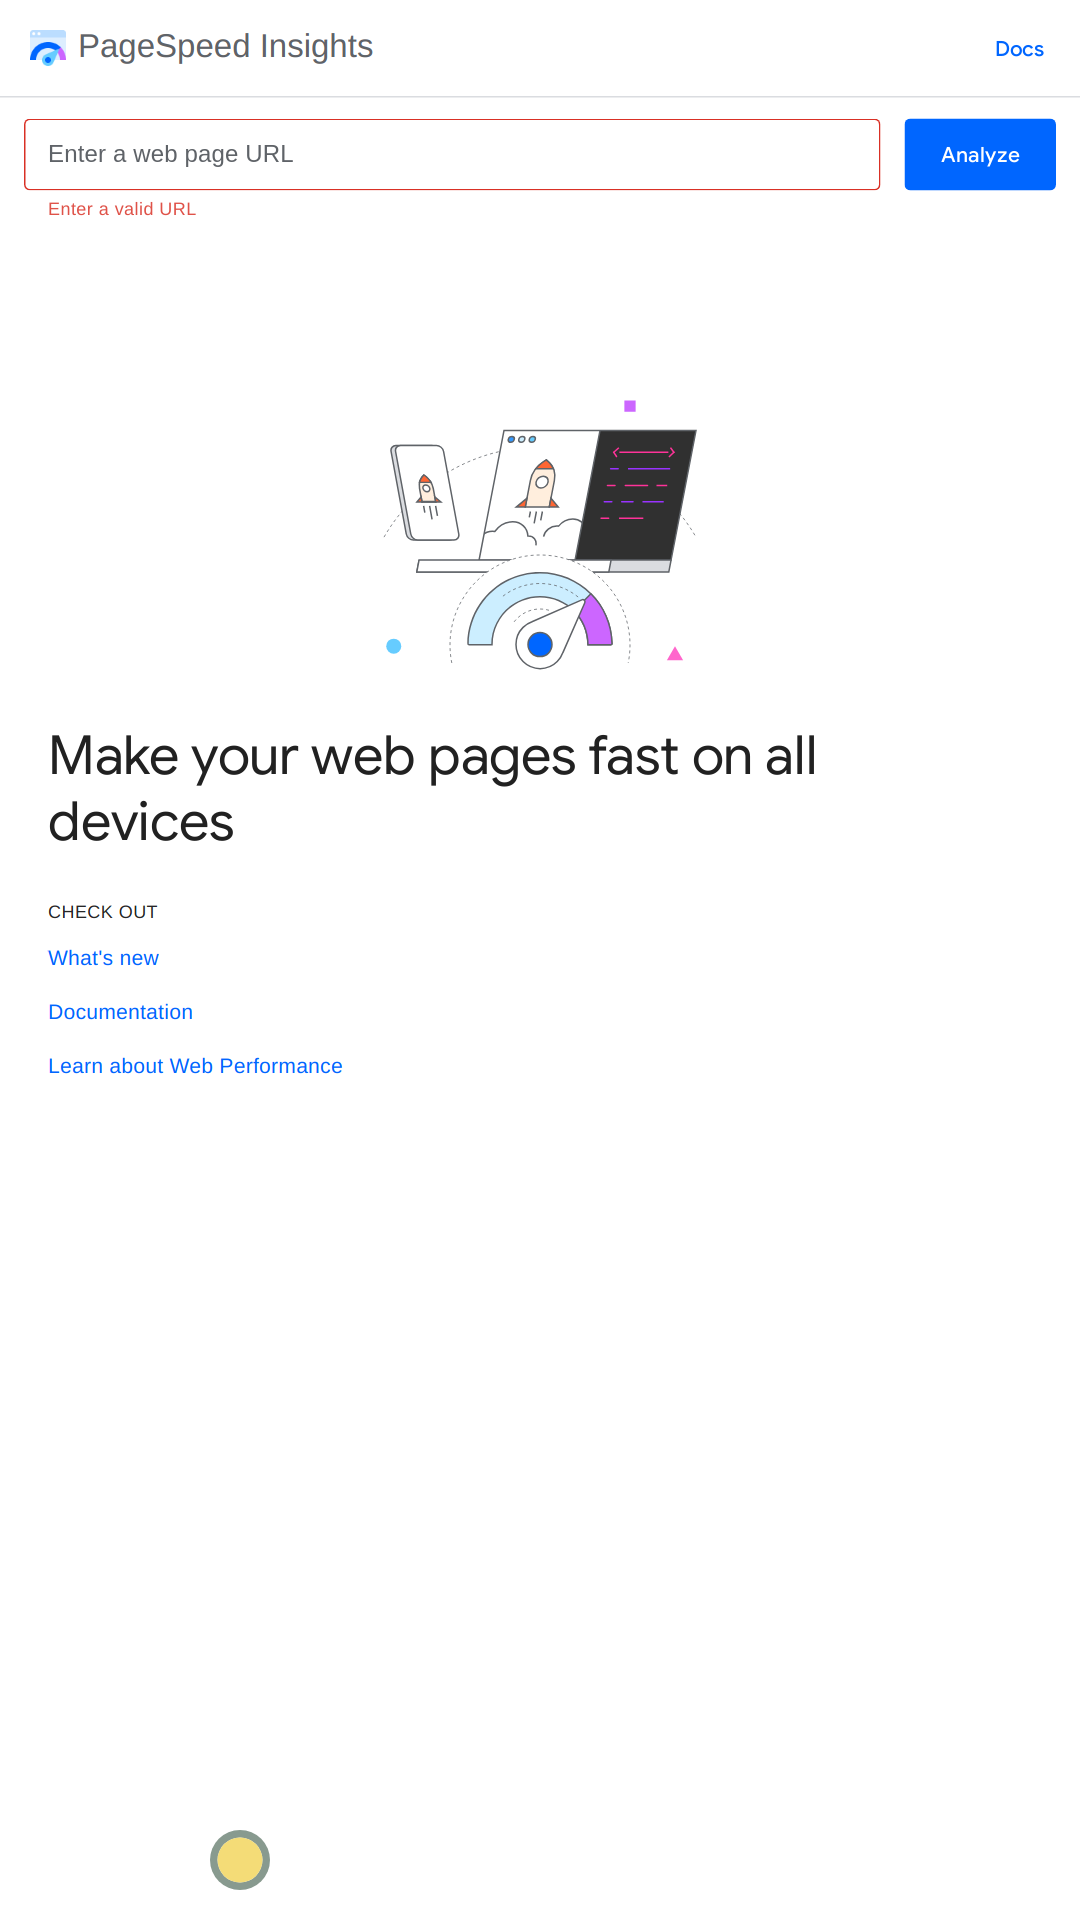 PageSpeed Insights
Docs
Enter a web page URL
Analyze
Enter a valid URL
Make your web pages fast on all
devices
CHECK OUT
What's new
Documentation
Learn about Web Performance